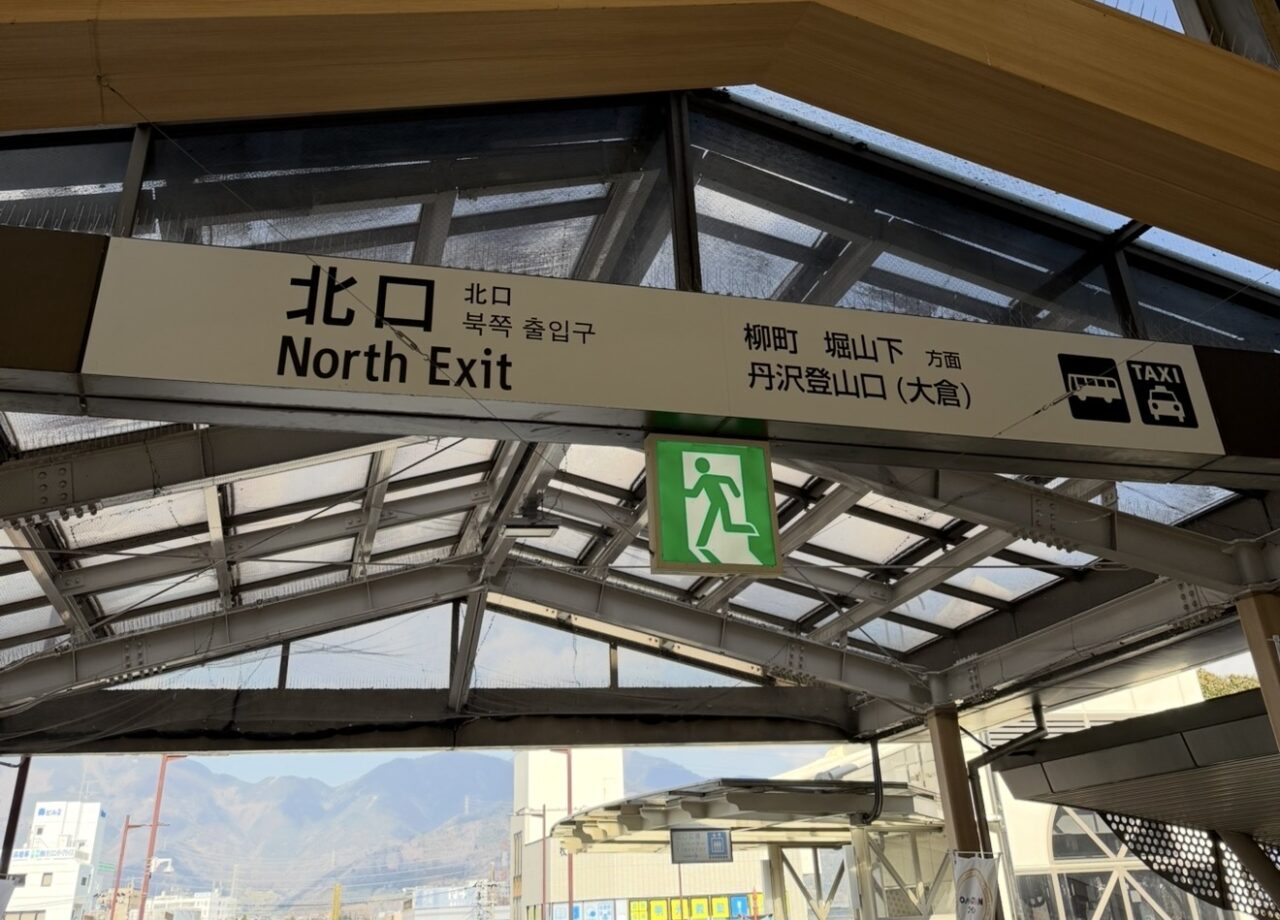 北口
北口
북쪽 출입구
North Exit
柳町 堀山下 方面
丹沢登山口(大倉)
TAXI